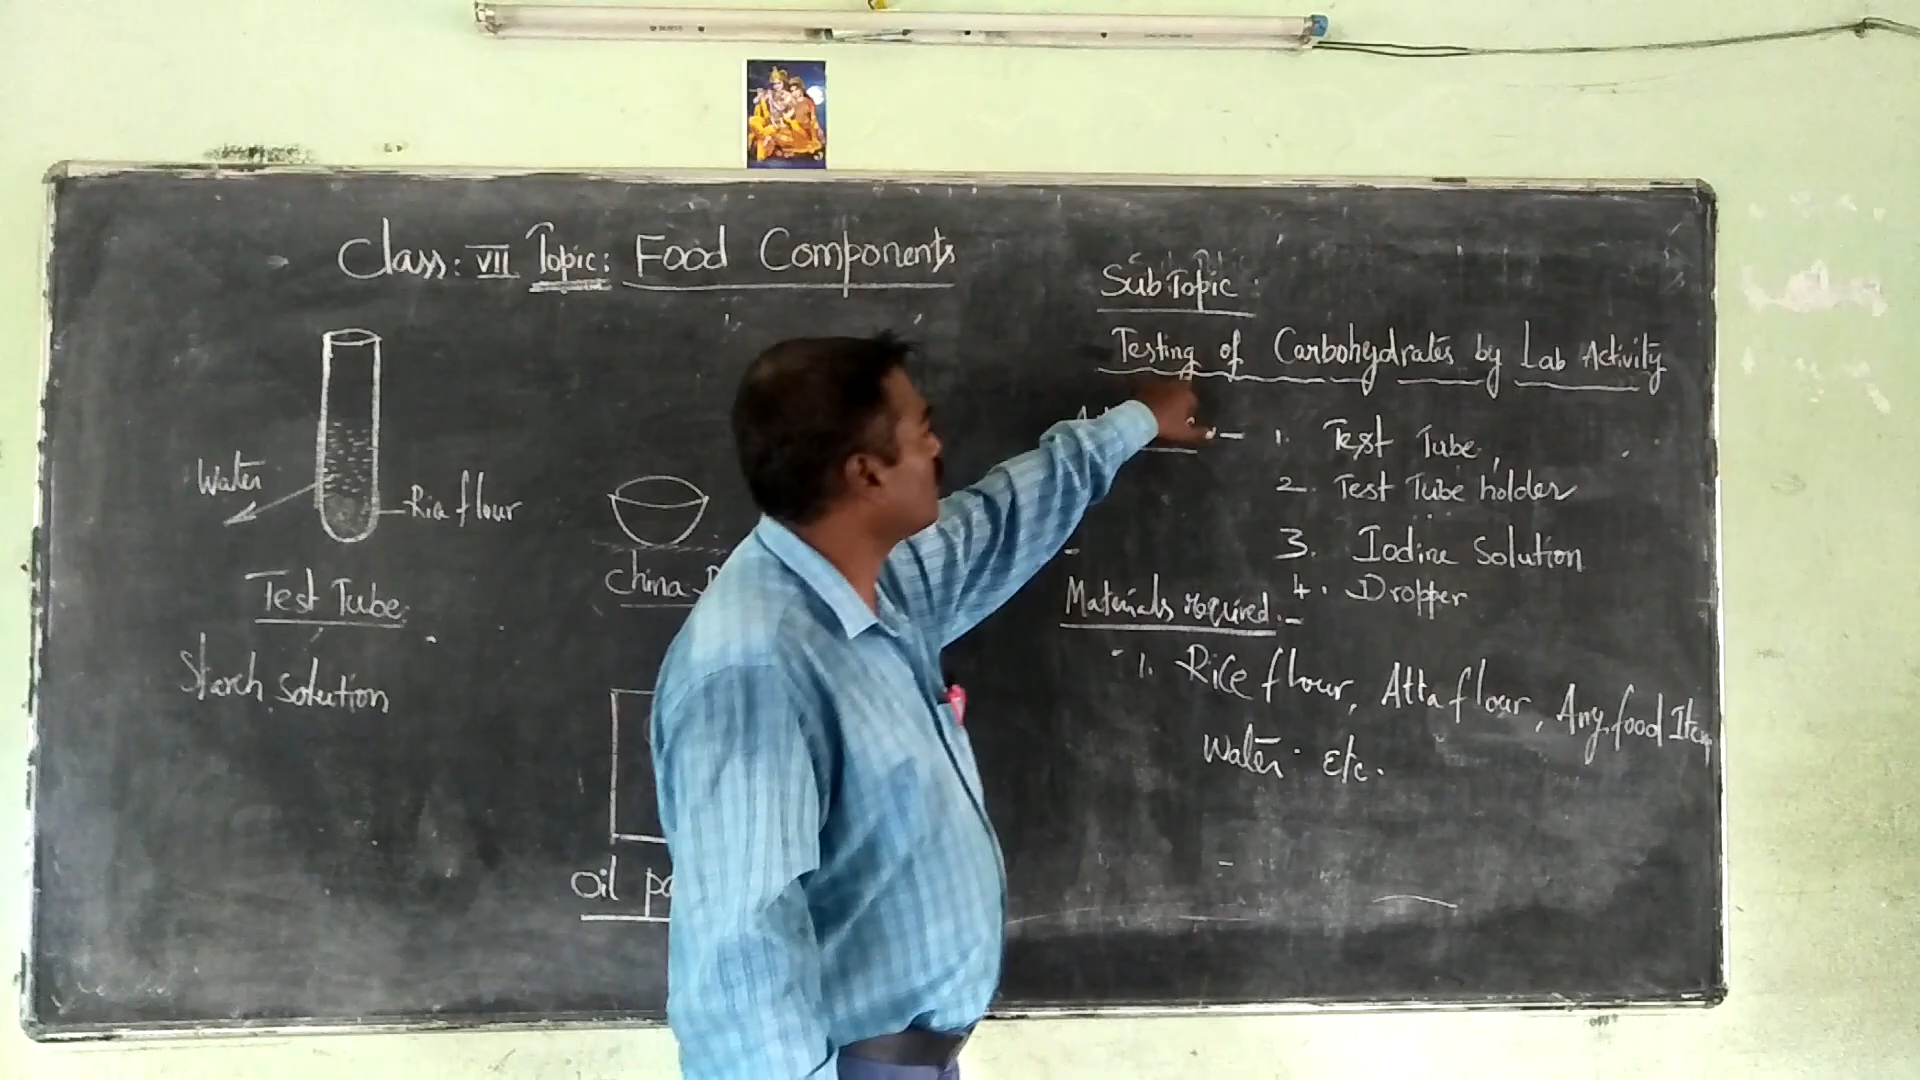 Class: VII Topic: Food Components
Water
Rice flour
Test Tube
Starch solution
China
Oil
SubTopic
Testing of Carbohydrates by Lab Activity
1. Test Tube,
2. Test Tube holder
3. Iodine Solution
4. Dropper
Materials required:-
1. Rice flour, Atta flour, Any food Item
Water etc.